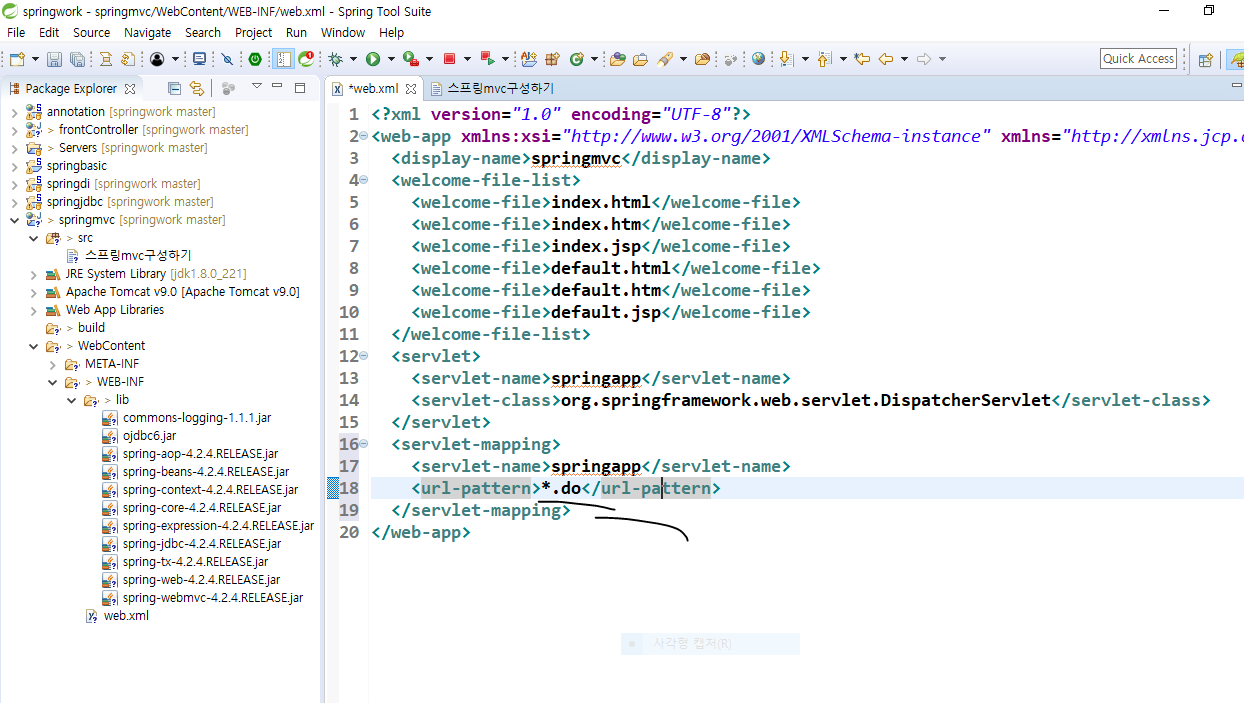 springwork - springmvc/WebContent/WEB-INF/web.xml - Spring Tool Suite
File Edit Source Navigate Search Project Run Window Help
Quick Access
Package Explorer
*web.xml
스프링mvc구성하기
annotation [springwork master]
> frontController [springwork master]
> Servers [springwork master]
springbasic
springdi [springwork master]
springjdbc [springwork master]
> springmvc [springwork master]
> src
스프링mvc구성하기
JRE System Library [jdk1.8.0_221]
Apache Tomcat v9.0 [Apache Tomcat v9.0]
Web App Libraries
> build
> WebContent
META-INF
> WEB-INF
> lib
commons-logging-1.1.1.jar
ojdbc6.jar
spring-aop-4.2.4.RELEASE.jar
spring-beans-4.2.4.RELEASE.jar
spring-context-4.2.4.RELEASE.jar
spring-core-4.2.4.RELEASE.jar
spring-expression-4.2.4.RELEASE.jar
spring-jdbc-4.2.4.RELEASE.jar
spring-tx-4.2.4.RELEASE.jar
spring-web-4.2.4.RELEASE.jar
spring-webmvc-4.2.4.RELEASE.jar
web.xml
1 <?xml version="1.0" encoding="UTF-8"?>
2 <web-app xmlns:xsi="http://www.w3.org/2001/XMLSchema-instance" xmlns="http://xmlns.jcp.
3 <display-name>springmvc</display-name>
4 <welcome-file-list>
5 <welcome-file>index.html</welcome-file>
6 <welcome-file>index.htm</welcome-file>
7 <welcome-file>index.jsp</welcome-file>
8 <welcome-file>default.html</welcome-file>
9 <welcome-file>default.htm</welcome-file>
10 <welcome-file>default.jsp</welcome-file>
11 </welcome-file-list>
12 <servlet>
13 <servlet-name>springapp</servlet-name>
14 <servlet-class>org.springframework.web.servlet.DispatcherServlet</servlet-class>
15 </servlet>
16 <servlet-mapping>
17 <servlet-name>springapp</servlet-name>
18 <url-pattern>*.do</url-pattern>
19 </servlet-mapping>
20 </web-app>
사각형 캡처(R)